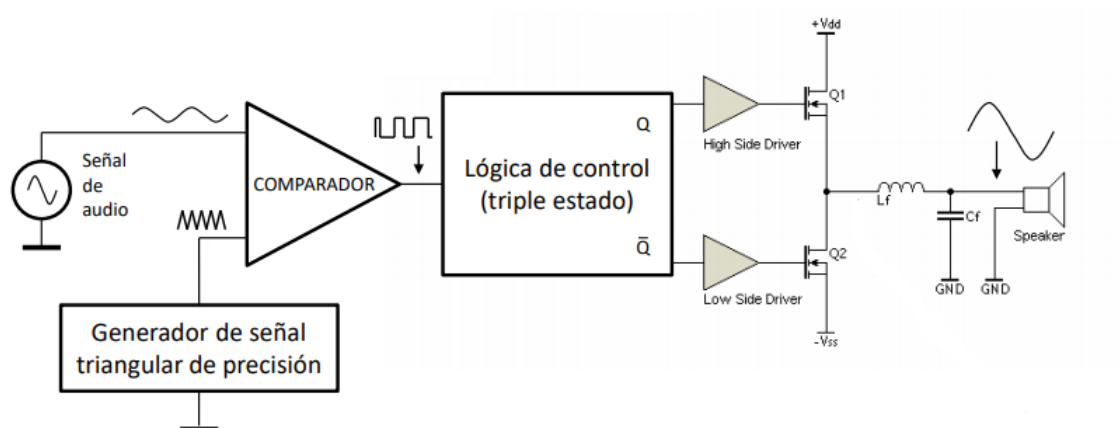 +Vdd
Q1
High Side Driver
Señal
de
audio
COMPARADOR
Lógica de control
(triple estado)
Q
Q̅
Lf
Cf
Speaker
GND
GND
Q2
Low Side Driver
-Vss
Generador de señal
triangular de precisión